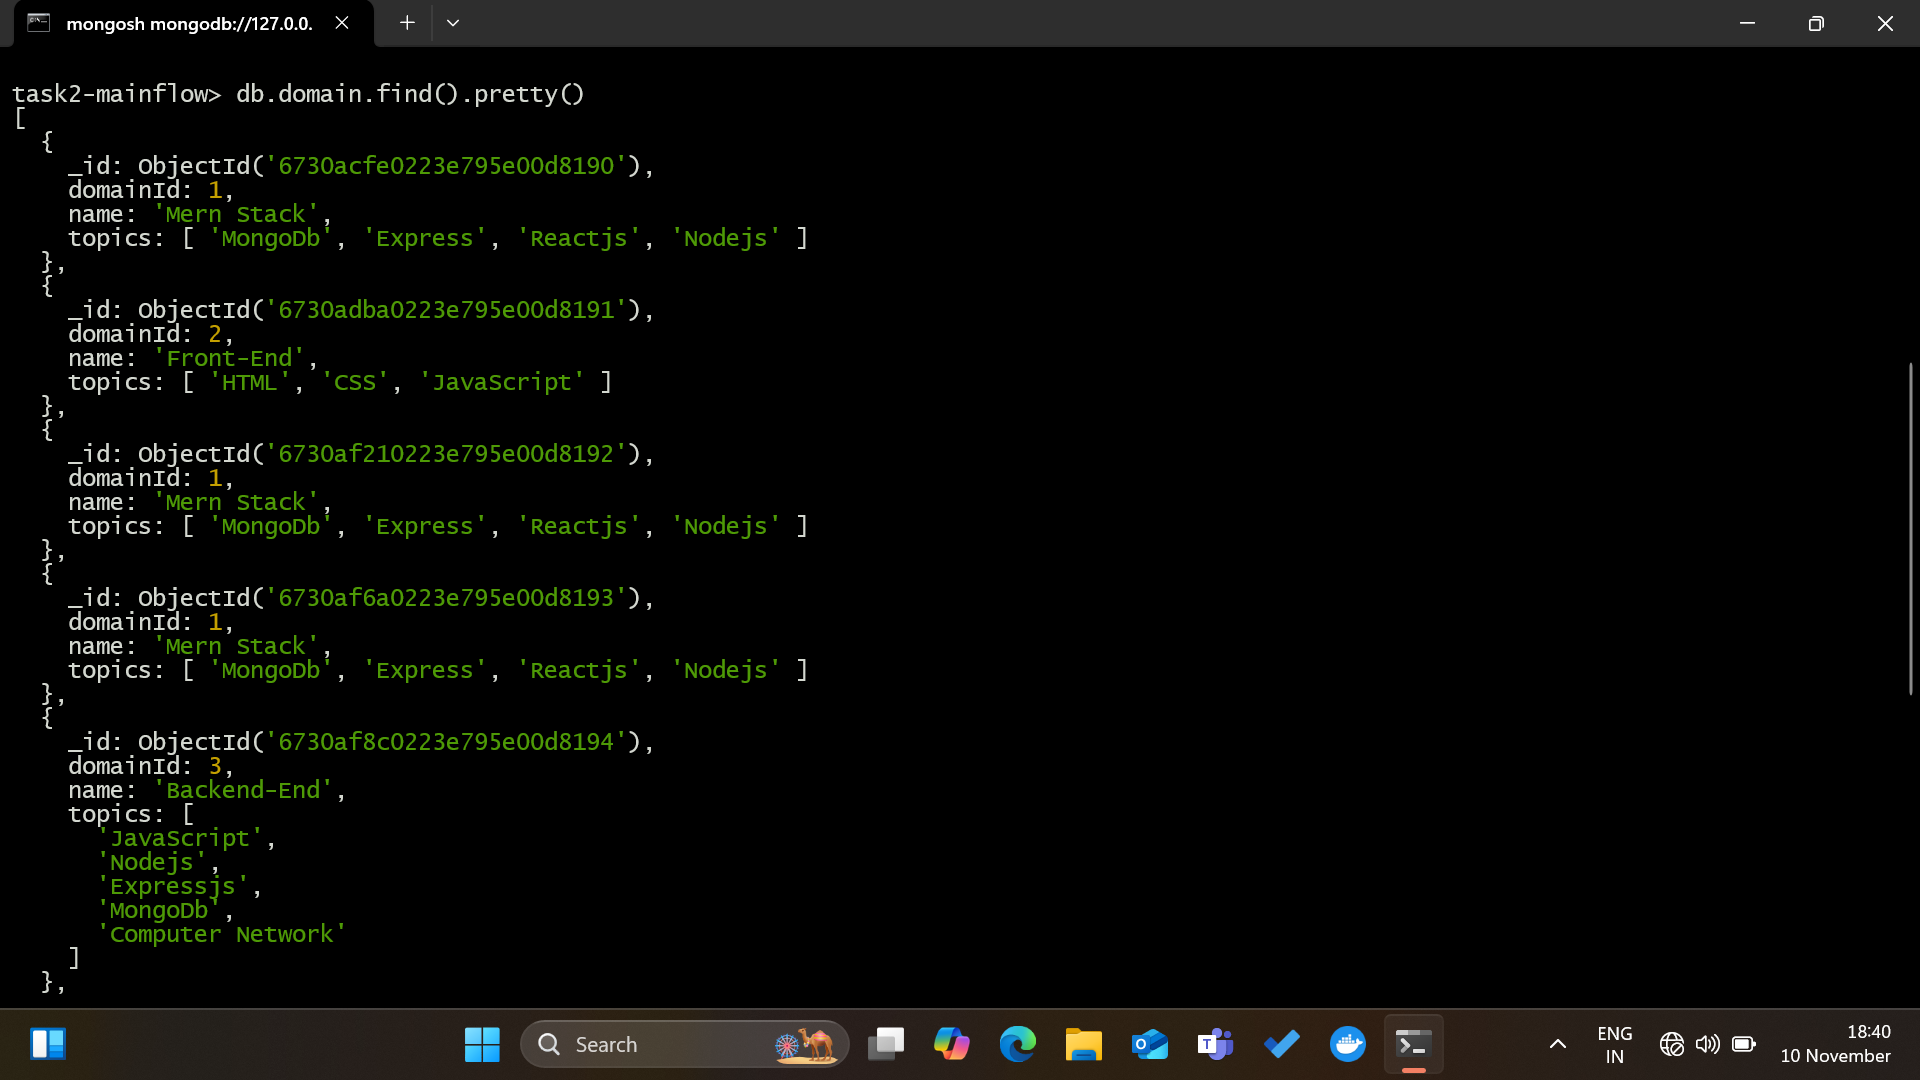 mongosh mongodb://127.0.0.
task2-mainflow> db.domain.find().pretty()
[
  {
    _id: ObjectId('6730acfe0223e795e00d8190'),
    domainId: 1,
    name: 'Mern Stack',
    topics: [ 'MongoDb', 'Express', 'Reactjs', 'Nodejs' ]
  },
  {
    _id: ObjectId('6730adba0223e795e00d8191'),
    domainId: 2,
    name: 'Front-End',
    topics: [ 'HTML', 'CSS', 'JavaScript' ]
  },
  {
    _id: ObjectId('6730af210223e795e00d8192'),
    domainId: 1,
    name: 'Mern Stack',
    topics: [ 'MongoDb', 'Express', 'Reactjs', 'Nodejs' ]
  },
  {
    _id: ObjectId('6730af6a0223e795e00d8193'),
    domainId: 1,
    name: 'Mern Stack',
    topics: [ 'MongoDb', 'Express', 'Reactjs', 'Nodejs' ]
  },
  {
    _id: ObjectId('6730af8c0223e795e00d8194'),
    domainId: 3,
    name: 'Backend-End',
    topics: [
      'JavaScript',
      'Nodejs',
      'Expressjs',
      'MongoDb',
      'Computer Network'
    ]
  },
Search
ENG
IN
18:40
10 November